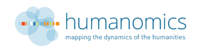 humanomics
mapping the dynamics of the humanities